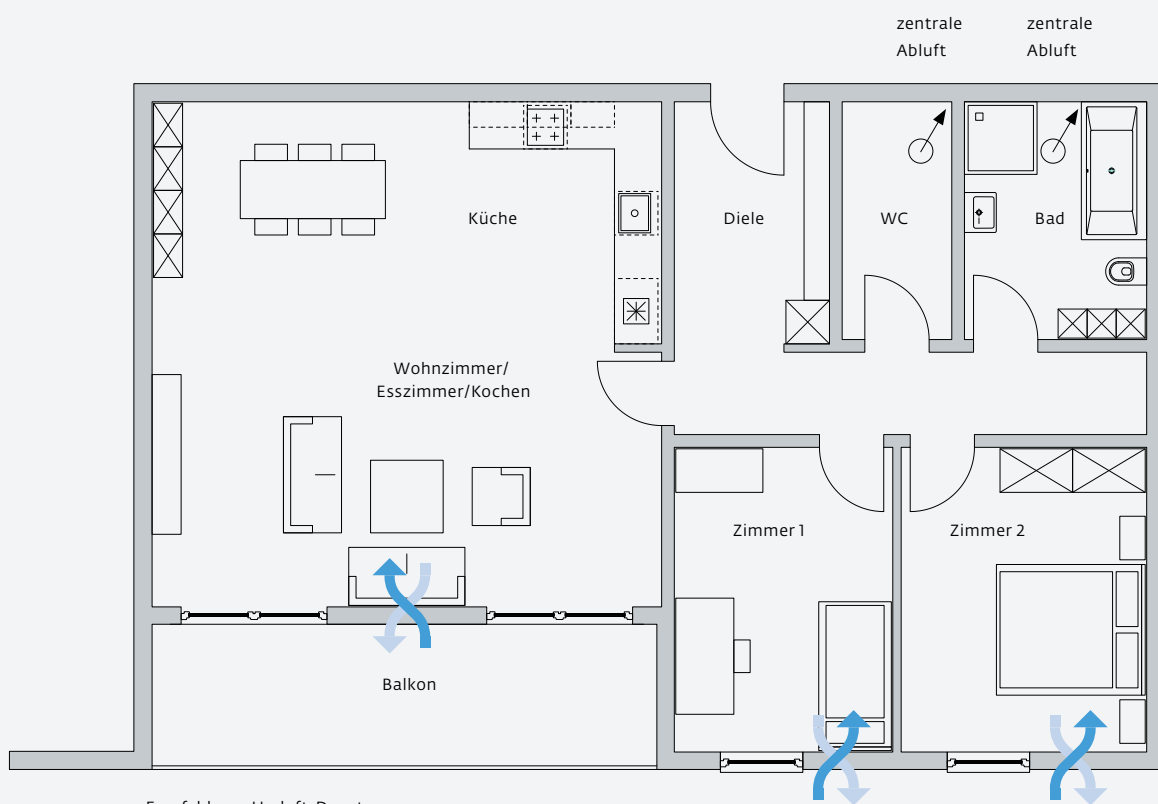 zentrale
Abluft
zentrale
Abluft
Küche
Diele
WC
Bad
Wohnzimmer/
Esszimmer/Kochen
Zimmer 1
Zimmer 2
Balkon